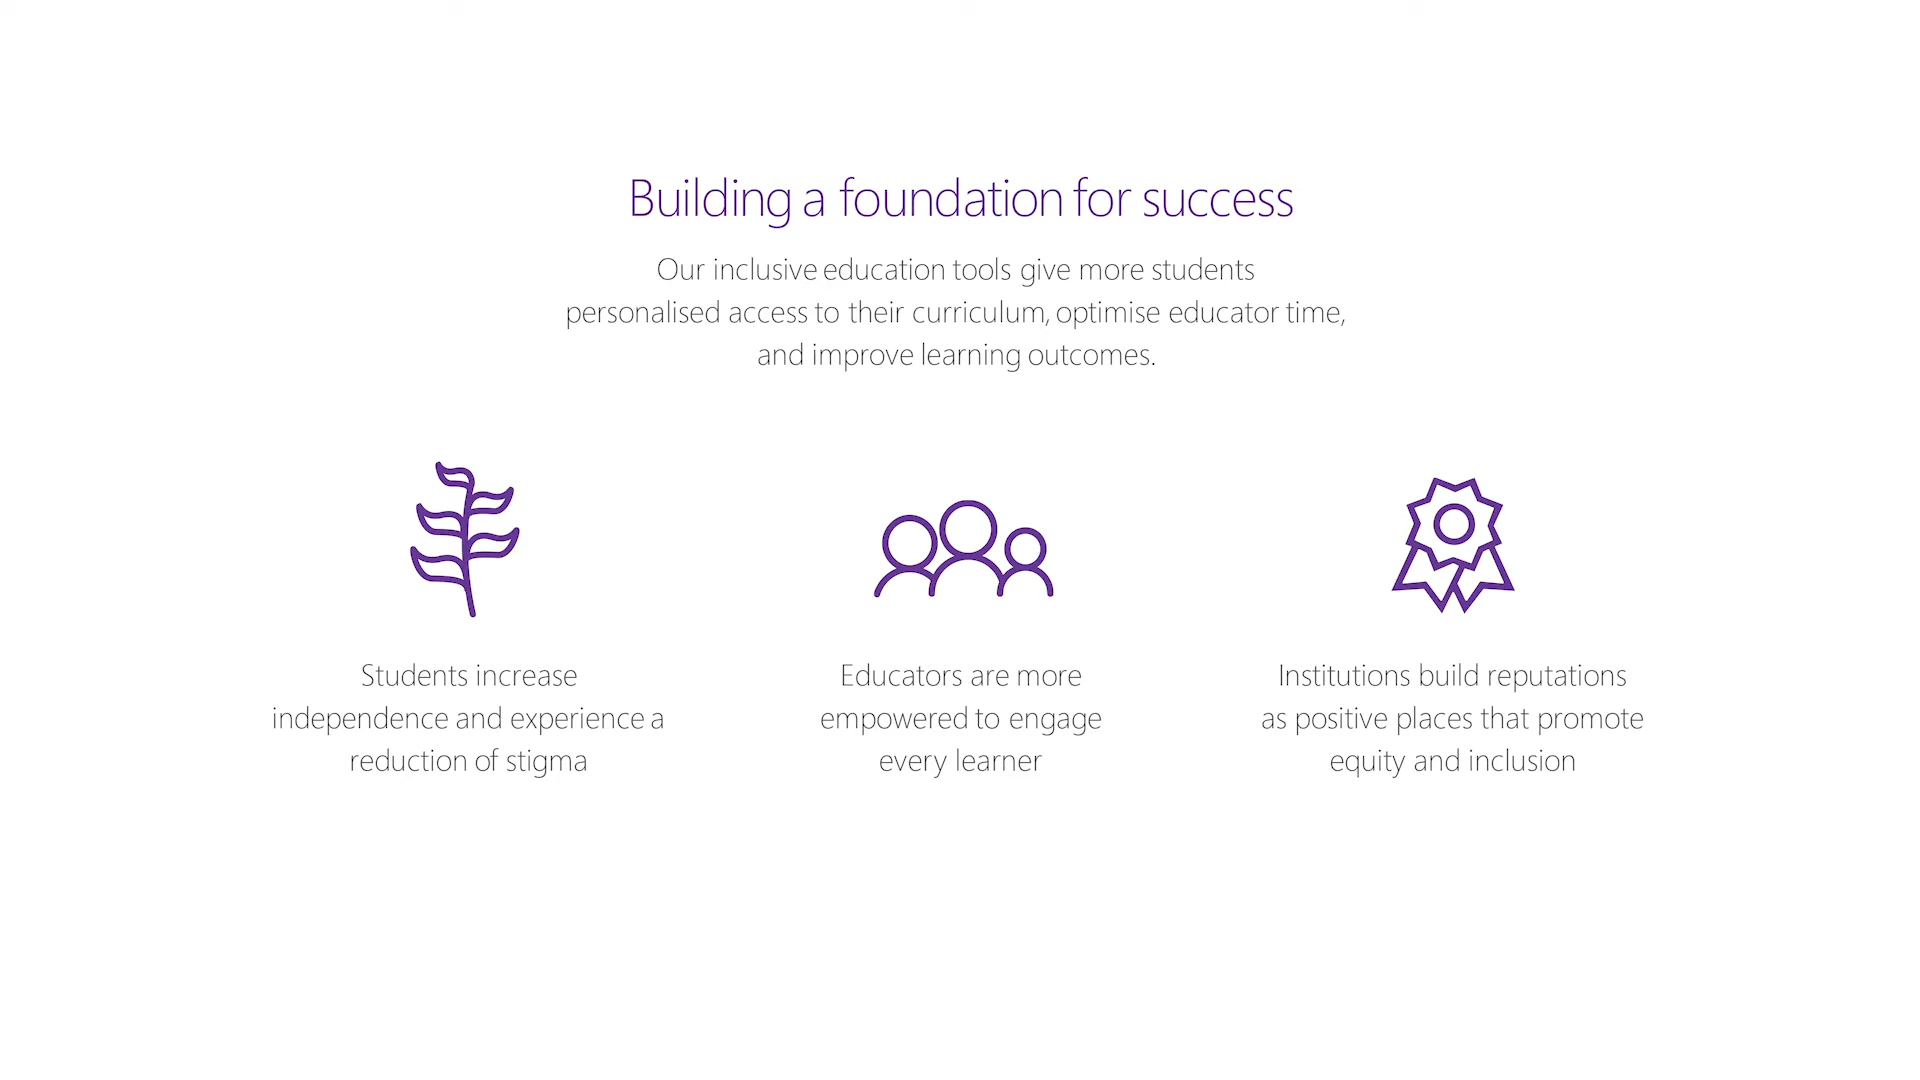 Building a foundation for success
Our inclusive education tools give more students
personalised access to their curriculum, optimise educator time,
and improve learning outcomes.
Students increase
independence and experience a
reduction of stigma
Educators are more
empowered to engage
every learner
Institutions build reputations
as positive places that promote
equity and inclusion